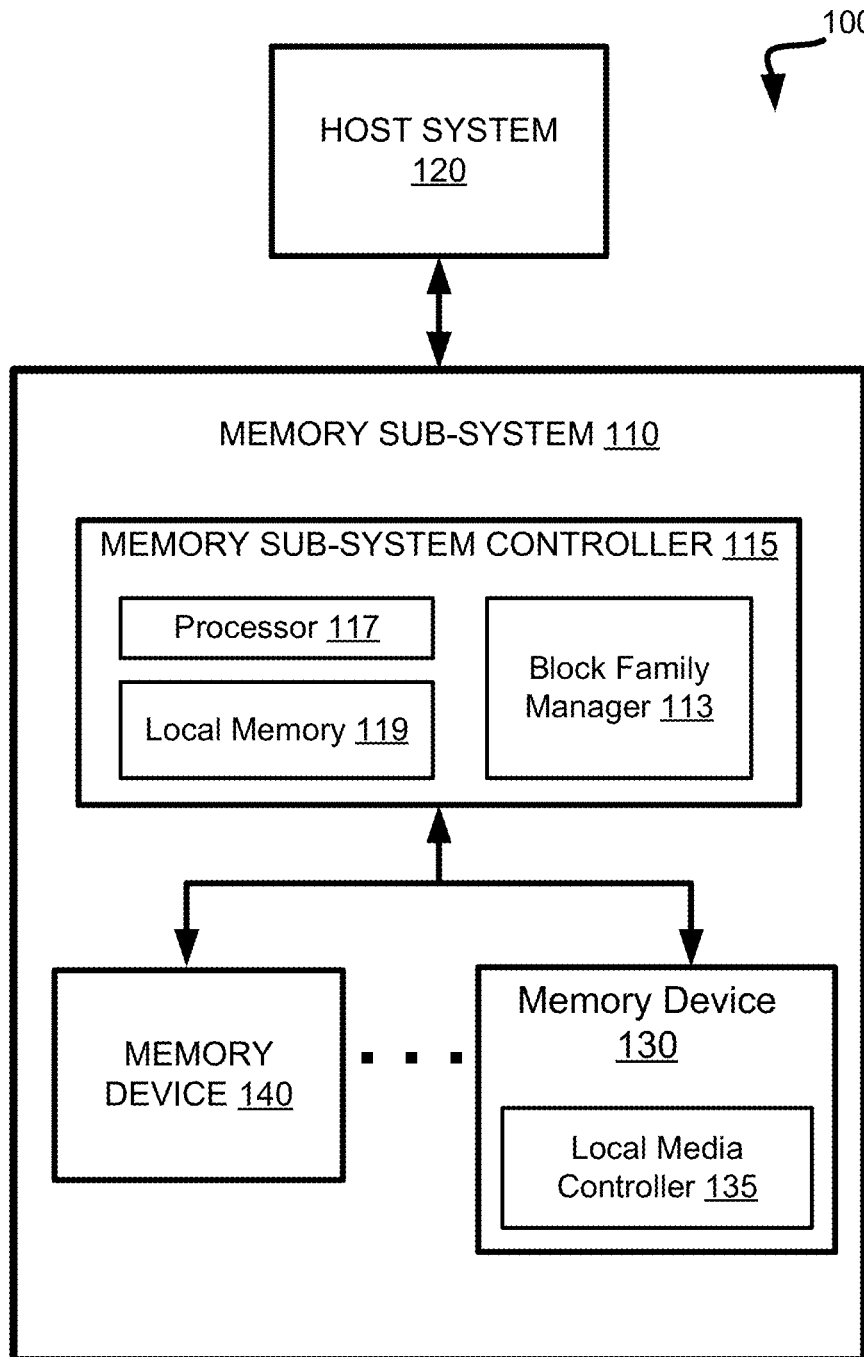 100
HOST SYSTEM
120
MEMORY SUB-SYSTEM 110
MEMORY SUB-SYSTEM CONTROLLER 115
Processor 117
Local Memory 119
Block Family
Manager 113
MEMORY
DEVICE 140
Memory Device
130
Local Media
Controller 135